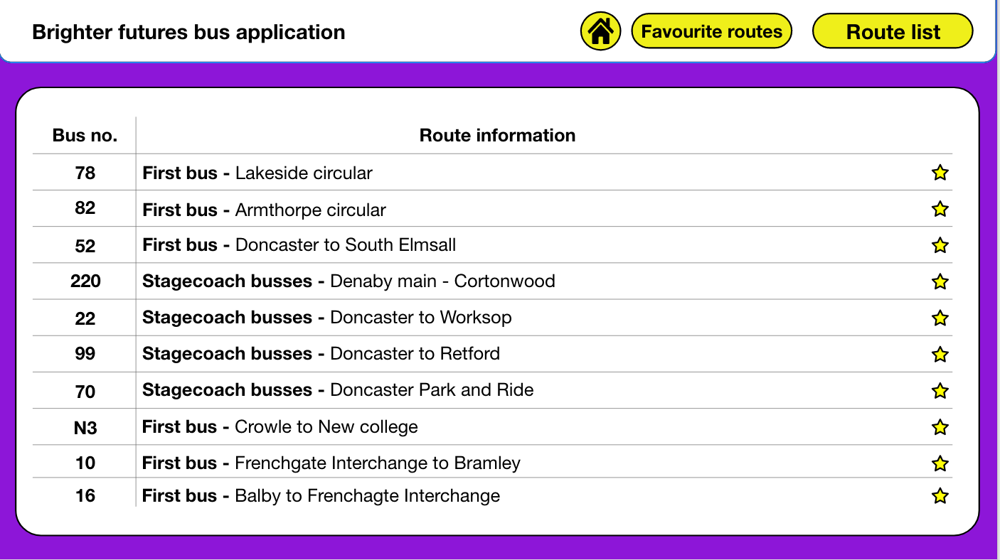 Brighter futures bus application
Favourite routes
Route list
Bus no. Route information
78 First bus - Lakeside circular
82 First bus - Armthorpe circular
52 First bus - Doncaster to South Elmsall
220 Stagecoach busses - Denaby main - Cortonwood
22 Stagecoach busses - Doncaster to Worksop
99 Stagecoach busses - Doncaster to Retford
70 Stagecoach busses - Doncaster Park and Ride
N3 First bus - Crowle to New college
10 First bus - Frenchgate Interchange to Bramley
16 First bus - Balby to Frenchagte Interchange